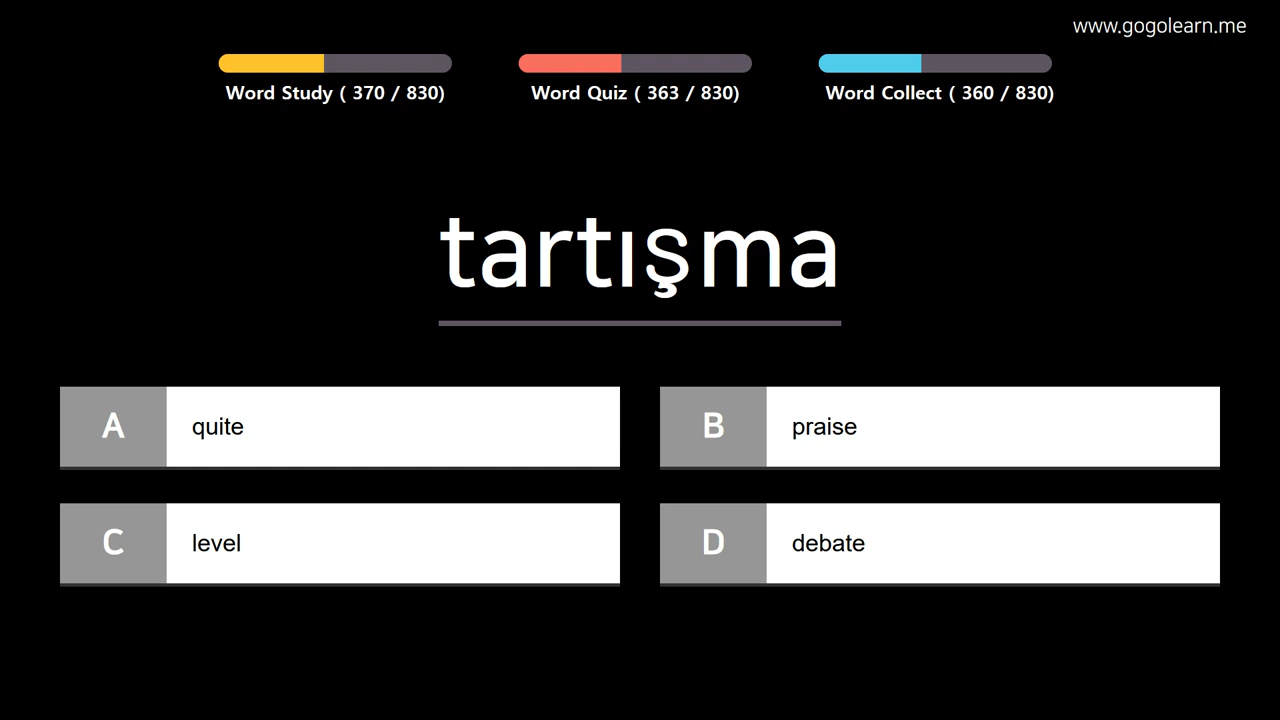 www.gogolearn.me
Word Study ( 370 / 830)
Word Quiz ( 363 / 830)
Word Collect ( 360 / 830)
tartışma
A
quite
B
praise
C
level
D
debate